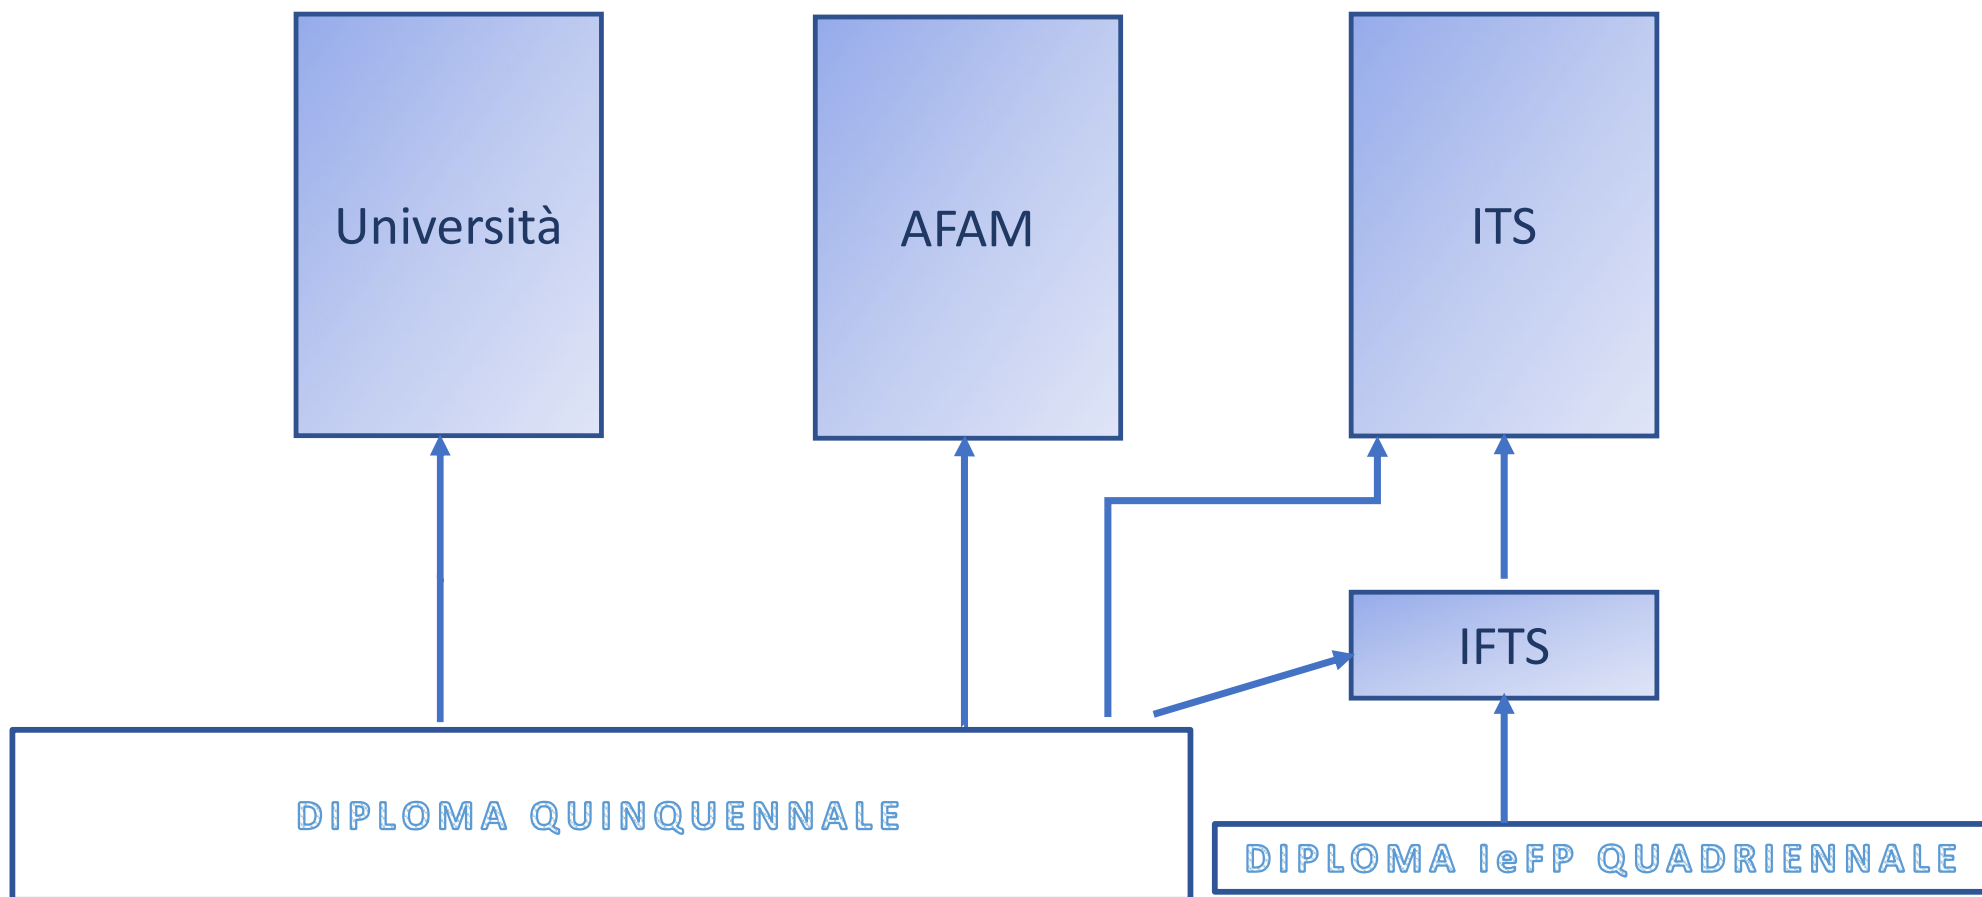 Università
AFAM
ITS
IFTS
DIPLOMA QUINQUENNALE
DIPLOMA IeFP QUADRIENNALE